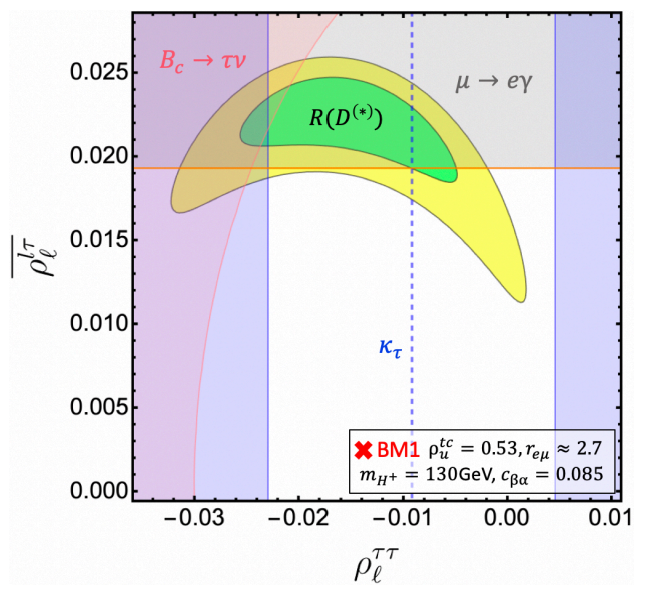 B_c → τν
μ → eγ
R(D^(*))
0.025
0.020
0.015
0.010
0.005
0.000
\overline{ρ_ℓ^{lτ}}
κ_τ
✖ BM1 ρ_u^{tc} = 0.53, r_{eμ} ≈ 2.7
m_{H^+} = 130GeV, c_{βα} = 0.085
−0.03 −0.02 −0.01 0.00 0.01
ρ_ℓ^{ττ}